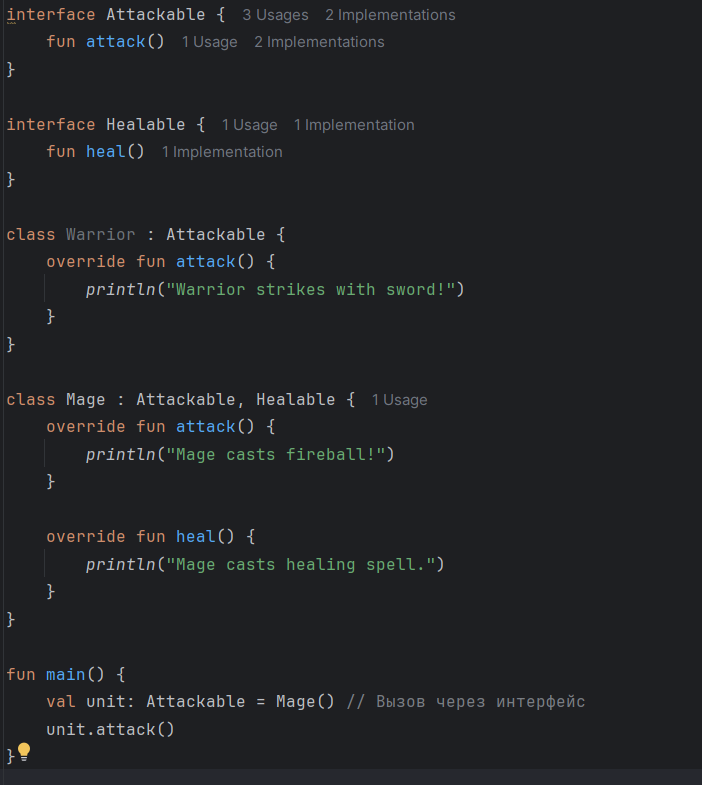 interface Attackable { 3 Usages 2 Implementations
    fun attack() 1 Usage 2 Implementations
}

interface Healable { 1 Usage 1 Implementation
    fun heal() 1 Implementation
}

class Warrior : Attackable {
    override fun attack() {
        println("Warrior strikes with sword!")
    }
}

class Mage : Attackable, Healable { 1 Usage
    override fun attack() {
        println("Mage casts fireball!")
    }

    override fun heal() {
        println("Mage casts healing spell.")
    }
}

fun main() {
    val unit: Attackable = Mage() // Вызов через интерфейс
    unit.attack()
}